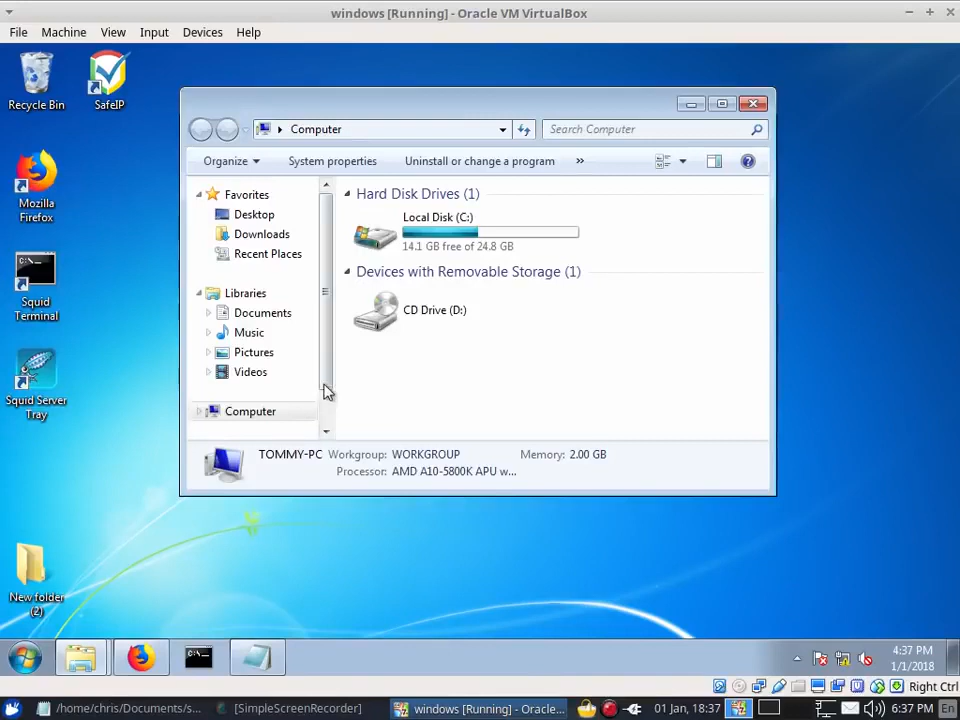 windows [Running] - Oracle VM VirtualBox
File Machine View Input Devices Help
Recycle Bin
SafeIP
Mozilla
Firefox
Squid
Terminal
Squid Server
Tray
New folder
(2)
Computer
Search Computer
Organize System properties Uninstall or change a program »
Favorites
Desktop
Downloads
Recent Places
Libraries
Documents
Music
Pictures
Videos
Computer
Hard Disk Drives (1)
Local Disk (C:)
14.1 GB free of 24.8 GB
Devices with Removable Storage (1)
CD Drive (D:)
TOMMY-PC Workgroup: WORKGROUP Memory: 2.00 GB
Processor: AMD A10-5800K APU w...
4:37 PM
1/1/2018
Right Ctrl
/home/chris/Documents/s... [SimpleScreenRecorder] windows [Running] - Oracle... 01 Jan, 18:37 6:37 PM En